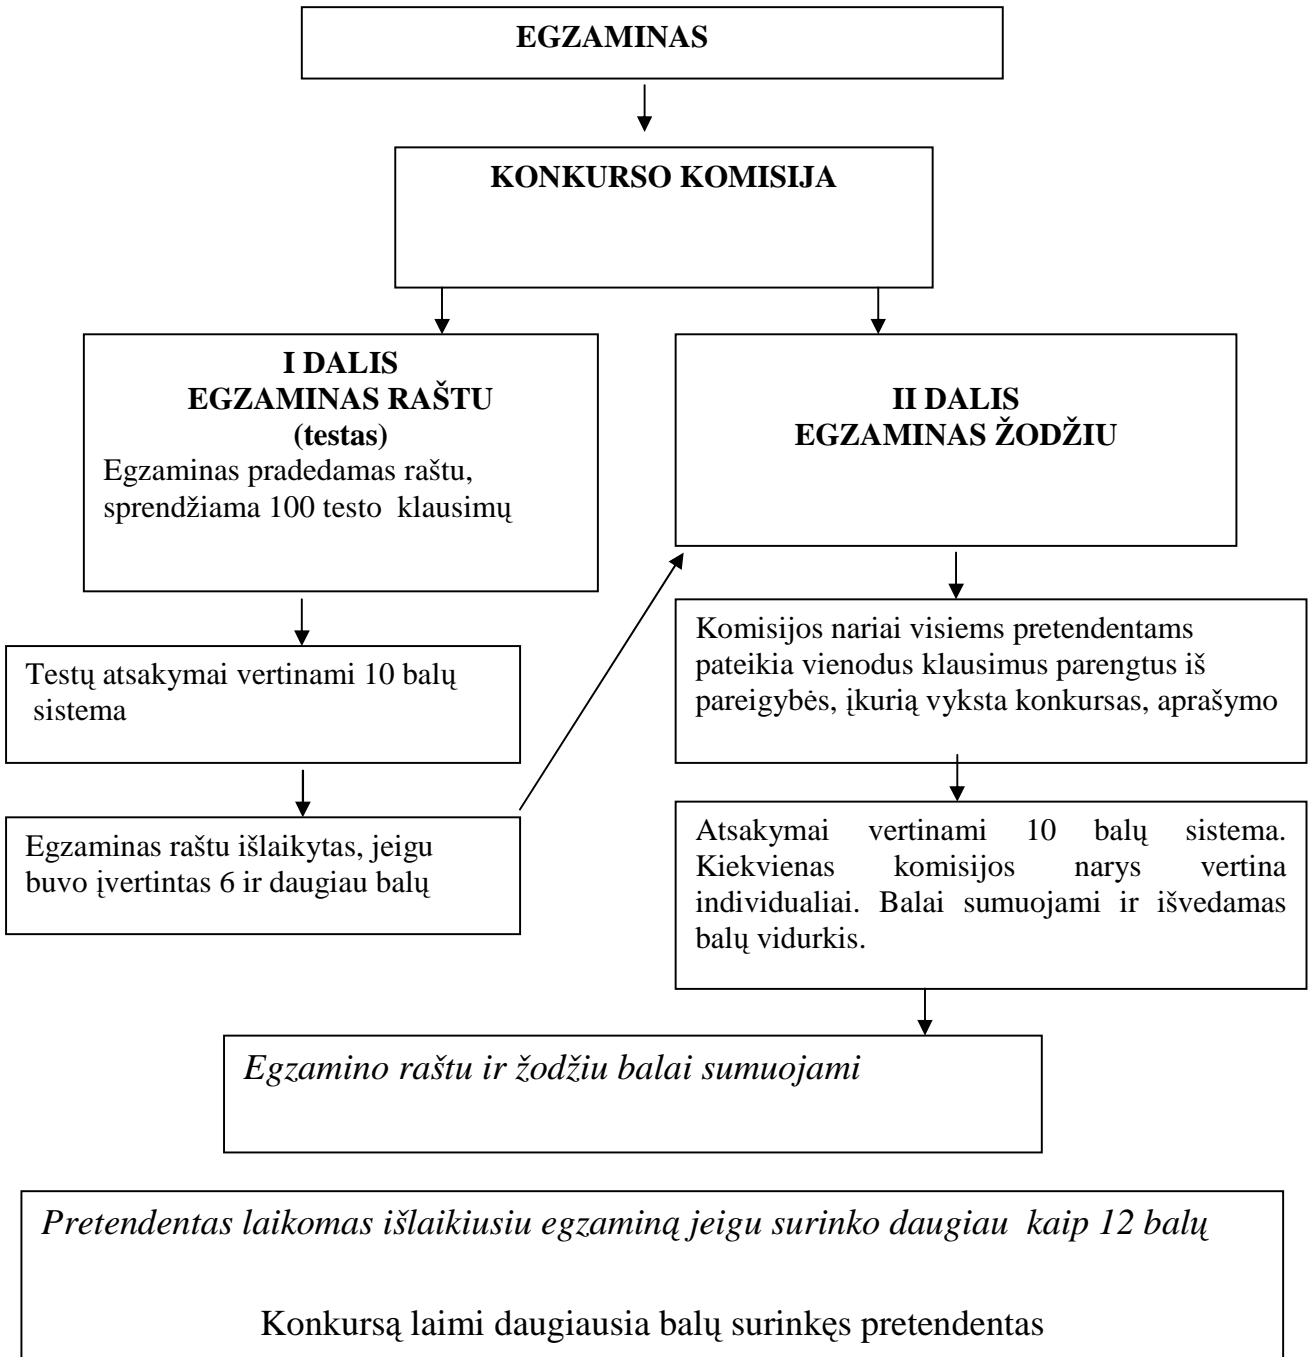 EGZAMINAS
KONKURSO KOMISIJA
I DALIS
EGZAMINAS RAŠTU
(testas)
Egzaminas pradedamas raštu,
sprendžiama 100 testo klausimų
Testų atsakymai vertinami 10 balų
sistema
Egzaminas raštu išlaikytas, jeigu
buvo įvertintas 6 ir daugiau balų
II DALIS
EGZAMINAS ŽODŽIU
Komisijos nariai visiems pretendentams
pateikia vienodus klausimus parengtus iš
pareigybės, įkurią vyksta konkursas, aprašymo
Atsakymai vertinami 10 balų sistema.
Kiekvienas komisijos narys vertina
individualiai. Balai sumuojami ir išvedamas
balų vidurkis.
Egzamino raštu ir žodžiu balai sumuojami
Pretendentas laikomas išlaikiusiu egzaminą jeigu surinko daugiau kaip 12 balų
Konkursą laimi daugiausia balų surinkęs pretendentas